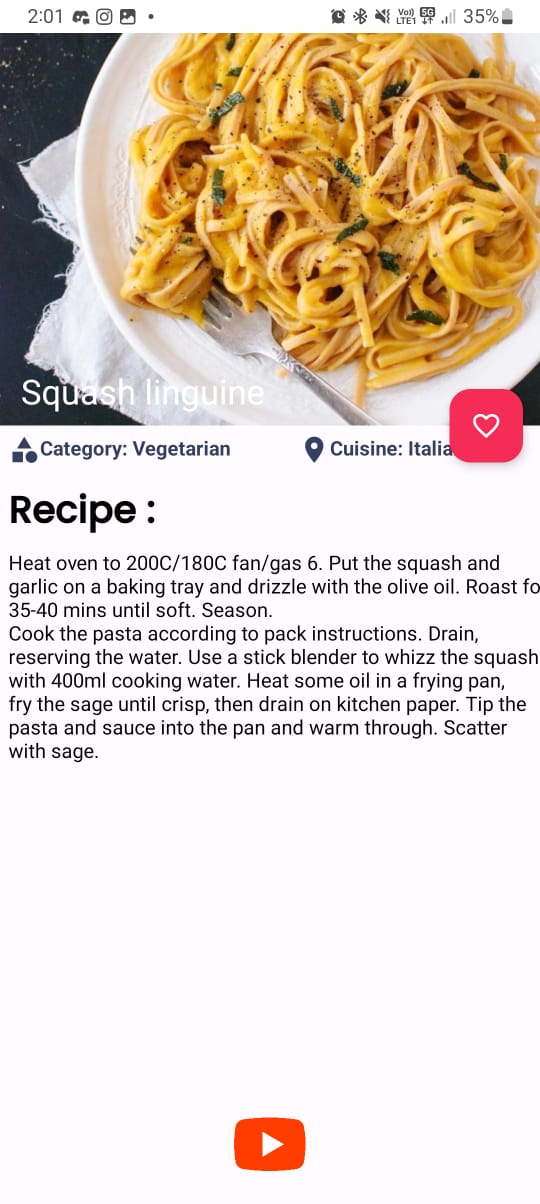 2:01
Vo))
LTE1
5G
35%
Squash linguine
Category: Vegetarian
Cuisine: Italia
Recipe :
Heat oven to 200C/180C fan/gas 6. Put the squash and
garlic on a baking tray and drizzle with the olive oil. Roast fo
35-40 mins until soft. Season.
Cook the pasta according to pack instructions. Drain,
reserving the water. Use a stick blender to whizz the squash
with 400ml cooking water. Heat some oil in a frying pan,
fry the sage until crisp, then drain on kitchen paper. Tip the
pasta and sauce into the pan and warm through. Scatter
with sage.